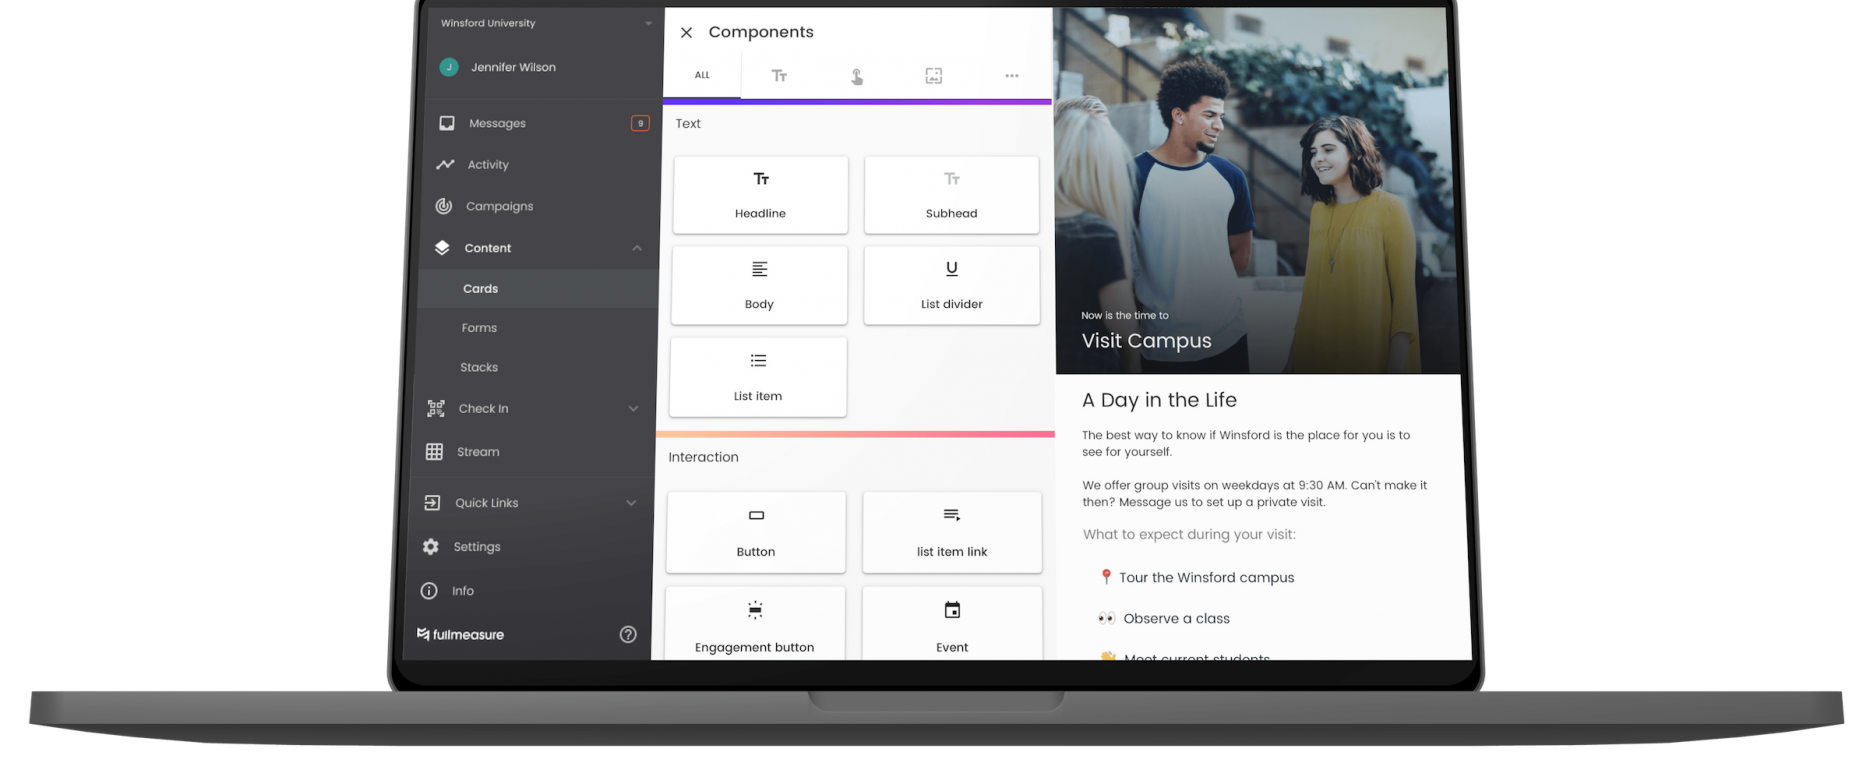 Winsford University
J
Jennifer Wilson
Messages
9
Activity
Campaigns
Content
Cards
Forms
Stacks
Check In
Stream
Quick Links
Settings
Info
fullmeasure
?
Components
ALL
Text
Headline
Subhead
Body
List divider
List item
Interaction
Button
list item link
Engagement button
Event
Now is the time to
Visit Campus
A Day in the Life
The best way to know if Winsford is the place for you is to
see for yourself.
We offer group visits on weekdays at 9:30 AM. Can't make it
then? Message us to set up a private visit.
What to expect during your visit:
📍 Tour the Winsford campus
👀 Observe a class
👋 Meet current students